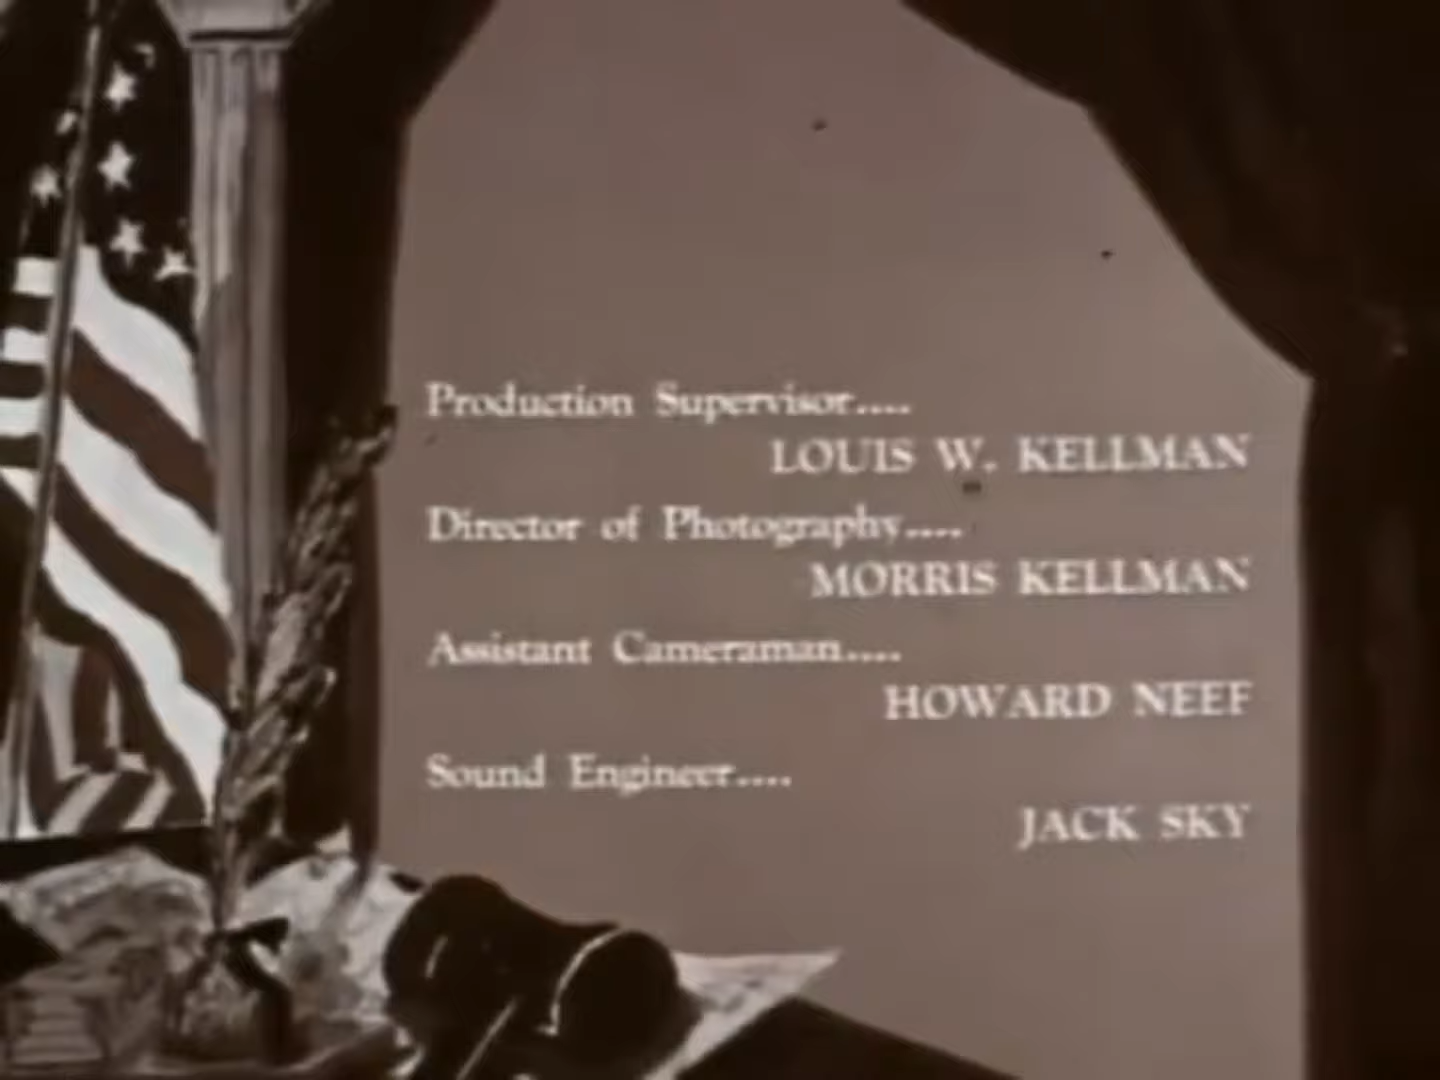 Production Supervisor....
LOUIS W. KELLMAN
Director of Photography....
MORRIS KELLMAN
Assistant Cameraman....
HOWARD NEEF
Sound Engineer....
JACK SKY